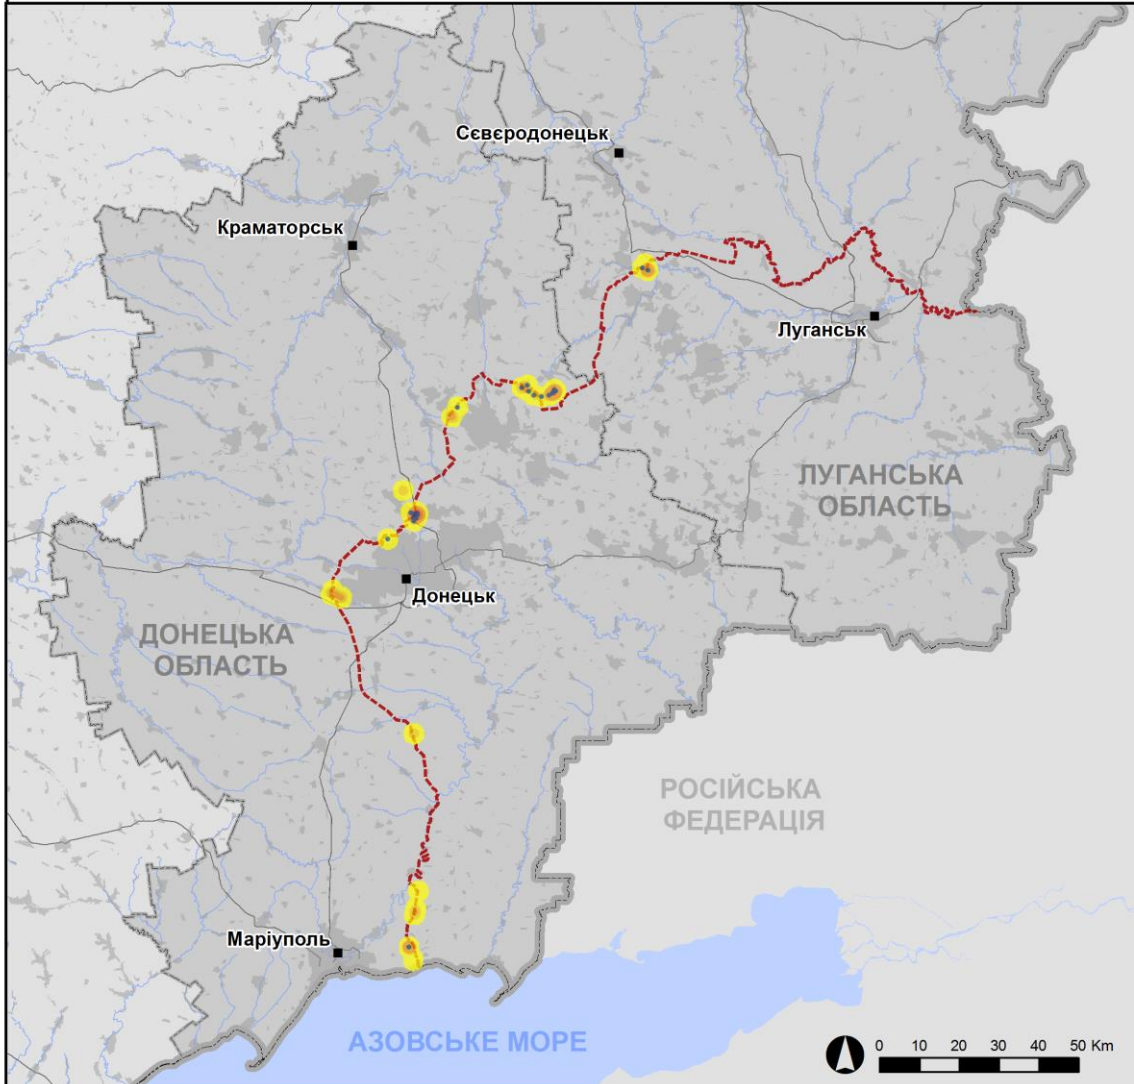 Сєвєродонецьк
Краматорськ
Луганськ
ЛУГАНСЬКА
ОБЛАСТЬ
Донецьк
ДОНЕЦЬКА
ОБЛАСТЬ
РОСІЙСЬКА
ФЕДЕРАЦІЯ
Маріуполь
АЗОВСЬКЕ МОРЕ
0 10 20 30 40 50 Km